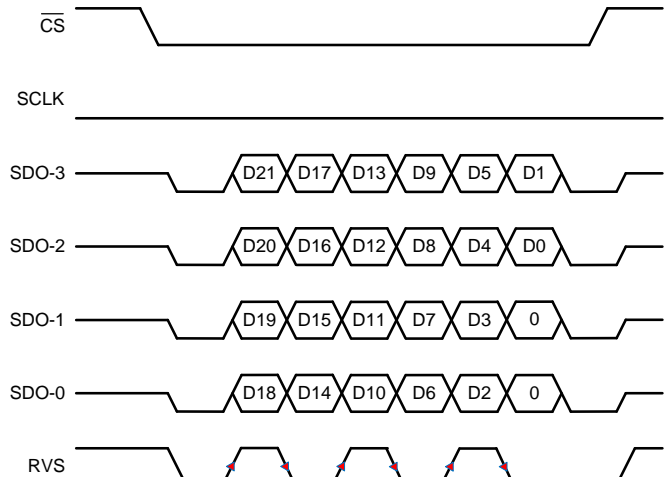 CS
SCLK
SDO-3 D21 D17 D13 D9 D5 D1
SDO-2 D20 D16 D12 D8 D4 D0
SDO-1 D19 D15 D11 D7 D3 0
SDO-0 D18 D14 D10 D6 D2 0
RVS